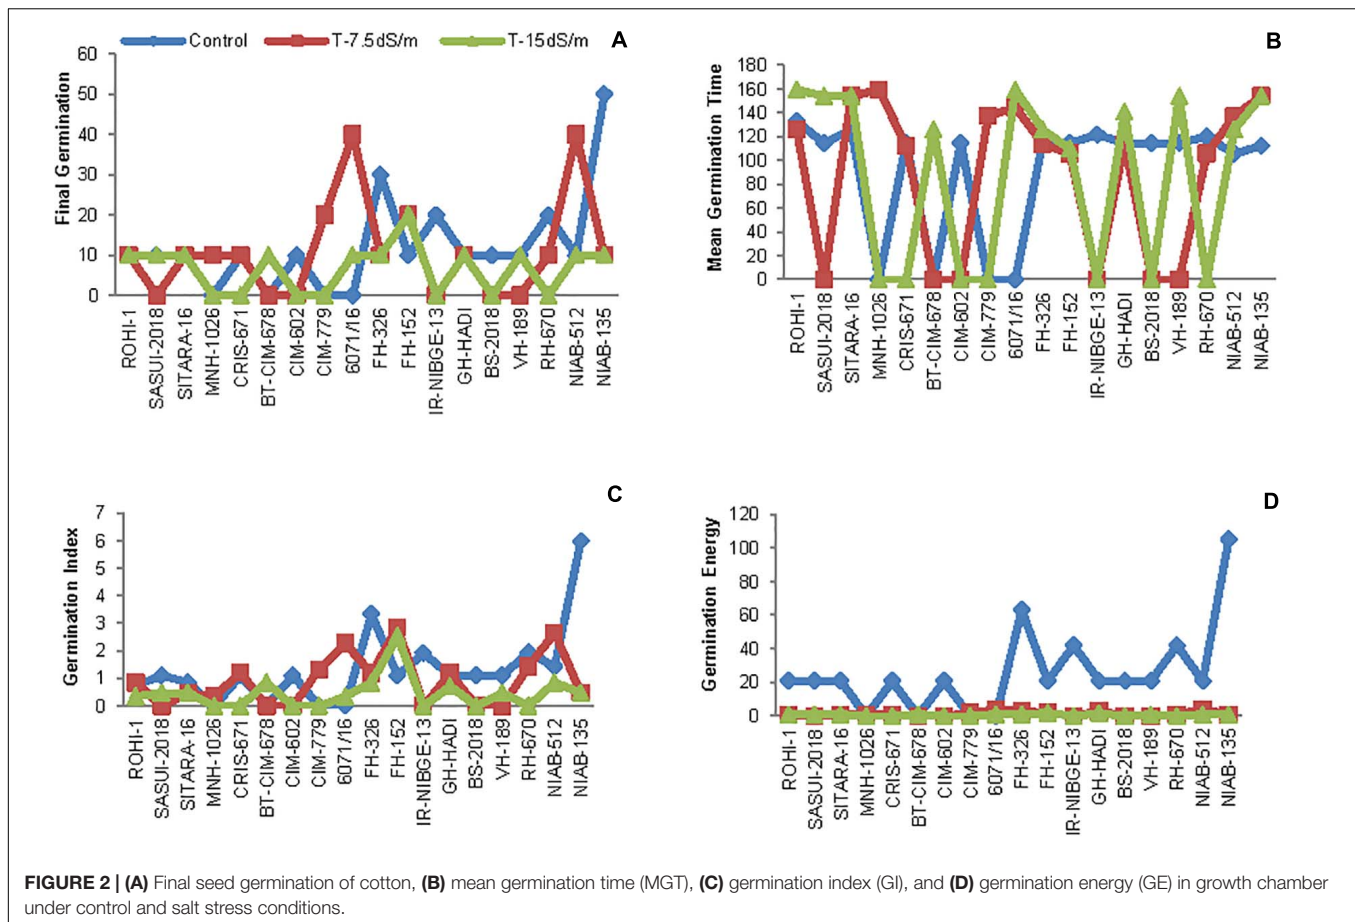 Control T-7.5dS/m T-15dS/m
A
60
50
40
30
20
10
0
Final Germination
ROHI-1
SASUI-2018
SITARA-16
MNH-1026
CRIS-671
BT-CIM-678
CIM-602
CIM-779
6071/16
FH-326
FH-152
IR-NIBGE-13
GH-HADI
BS-2018
VH-189
RH-670
NIAB-512
NIAB-135
B
180
160
140
120
100
80
60
40
20
0
Mean Germination Time
ROHI-1
SASUI-2018
SITARA-16
MNH-1026
CRIS-671
BT-CIM-678
CIM-602
CIM-779
6071/16
FH-326
FH-152
IR-NIBGE-13
GH-HADI
BS-2018
VH-189
RH-670
NIAB-512
NIAB-135
C
7
6
5
4
3
2
1
0
Germination Index
ROHI-1
SASUI-2018
SITARA-16
MNH-1026
CRIS-671
BT-CIM-678
CIM-602
CIM-779
6071/16
FH-326
FH-152
IR-NIBGE-13
GH-HADI
BS-2018
VH-189
RH-670
NIAB-512
NIAB-135
D
120
100
80
60
40
20
0
Germination Energy
ROHI-1
SASUI-2018
SITARA-16
MNH-1026
CRIS-671
BT-CIM-678
CIM-602
CIM-779
6071/16
FH-326
FH-152
IR-NIBGE-13
GH-HADI
BS-2018
VH-189
RH-670
NIAB-512
NIAB-135
FIGURE 2 | (A) Final seed germination of cotton, (B) mean germination time (MGT), (C) germination index (GI), and (D) germination energy (GE) in growth chamber
under control and salt stress conditions.